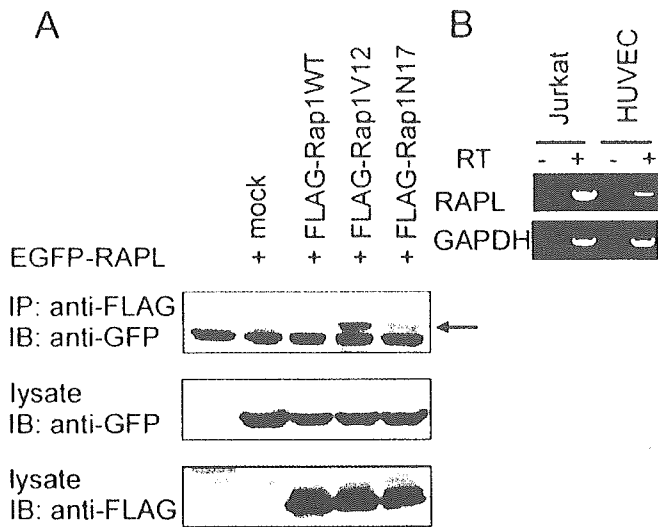 A
mock
FLAG-Rap1WT
FLAG-Rap1V12
FLAG-Rap1N17
EGFP-RAPL + + + +
IP: anti-FLAG
IB: anti-GFP
lysate
IB: anti-GFP
lysate
IB: anti-FLAG
B
Jurkat HUVEC
RT - + - +
RAPL
GAPDH